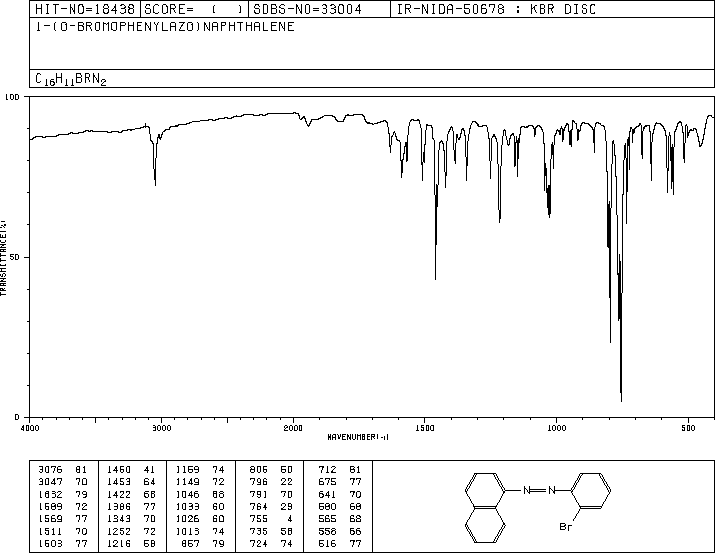 HIT-NO=18438 SCORE= ( ) SDBS-NO=33004 IR-NIDA-50678 : KBR DISC
1-(O-BROMOPHENYLAZO)NAPHTHALENE
C16H11BRN2
100
50
0
TRANSMITTANCE(%)
4000 3000 2000 1500 1000 500
WAVENUMBER(-1)
3076 81 1460 41 1159 74 806 50 712 81
3047 70 1453 64 1149 72 796 22 675 77
1632 79 1422 68 1046 68 791 70 641 70
1589 72 1386 77 1033 60 764 29 580 68
1569 77 1343 70 1026 60 755 4 565 68
1511 70 1252 72 1013 74 735 58 558 66
1503 77 1216 58 857 79 724 74 516 77
N=N
Br